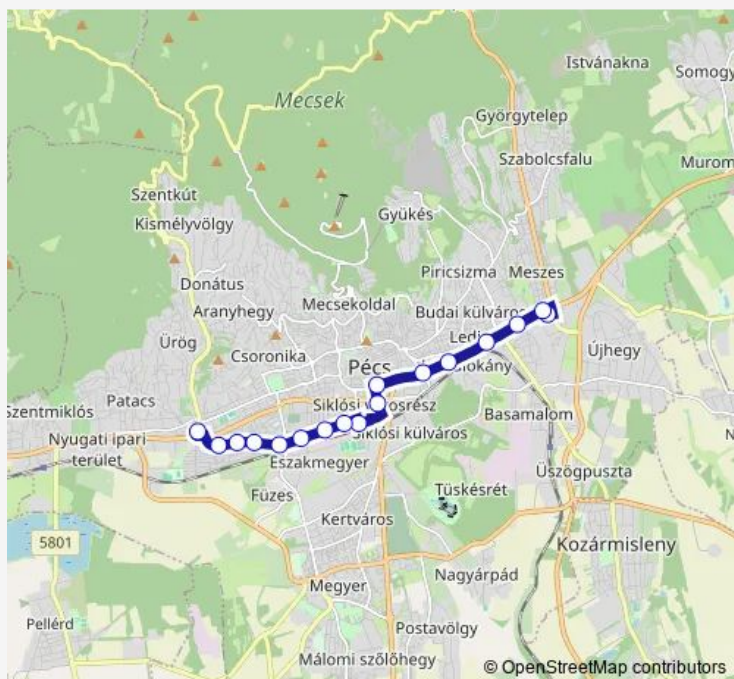 Istvánakna
Somogy
Mecsek
Györgytelep
Szabolcsfalu
Murom
Szentkút
Kismélyvölgy
Gyükés
Donátus
Piricsizma
Meszes
Aranyhegy
Mecsekoldal
Budai külváros
Ürög
Csoronika
Ledi
Újhegy
Pécs
okány
Patacs
Szentmiklós
Siklósi v
osrész
Basamalom
Nyugati ipari
terület
Siklósi külváros
Északmegyer
Üszögpuszta
Füzes
Tüskésrét
Kertváros
5801
Kozármisleny
Megyer
Nagyárpád
Pellérd
Postavölgy
Málomi szőlőhegy
© OpenStreetMap contributors